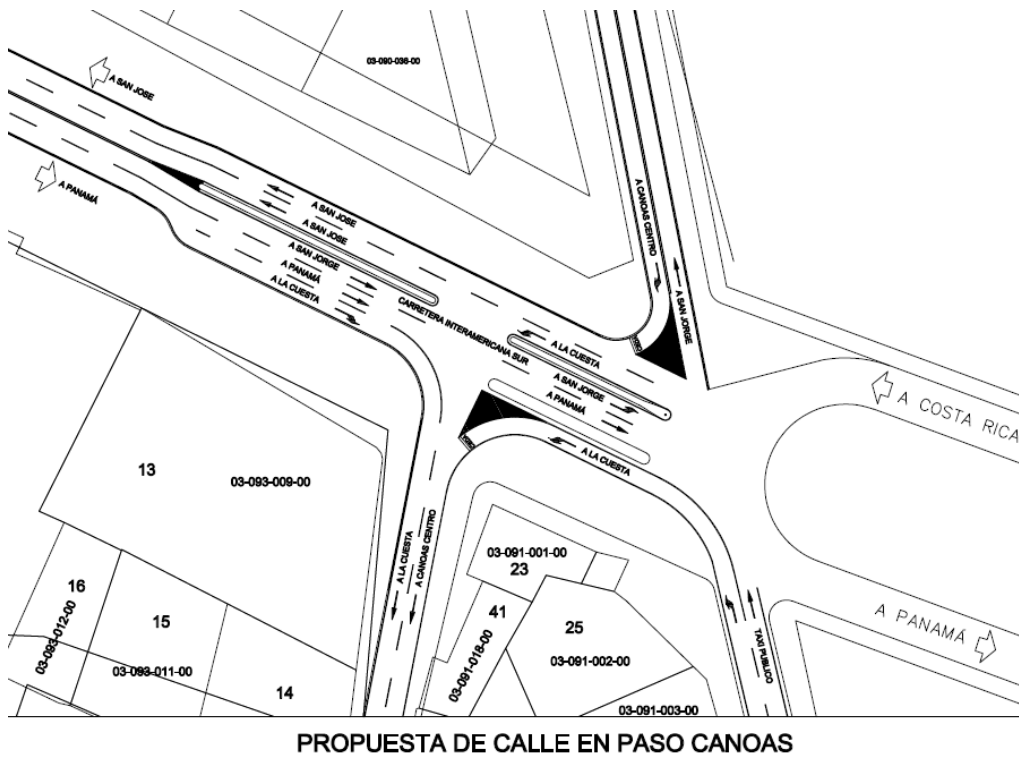 03-090-036-00
A SAN JOSE
A PANAMÁ
A SAN JOSE
A SAN JOSE
A SAN JORGE
A PANAMÁ
A LA CUESTA
CARRETERA INTERAMERICANA SUR
A CANOAS CENTRO
A SAN JORGE
A LA CUESTA
A SAN JORGE
A PANAMÁ
A LA CUESTA
A COSTA RICA
A PANAMÁ
TAXI PUBLICO
A LA CUESTA
A CANOAS CENTRO
13
03-093-009-00
16
03-093-012-00
15
03-093-011-00
14
03-091-001-00
23
41
03-091-018-00
25
03-091-002-00
03-091-003-00
PROPUESTA DE CALLE EN PASO CANOAS